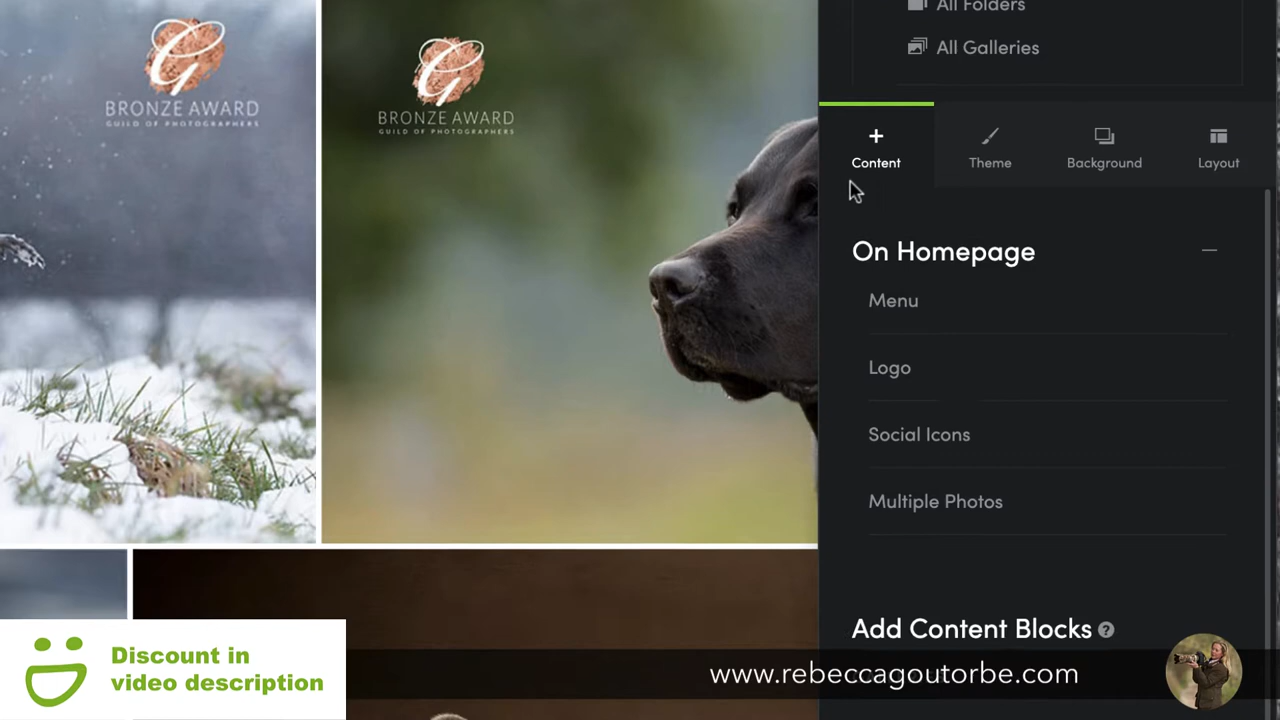 G
BRONZE AWARD
GUILD OF PHOTOGRAPHERS
G
BRONZE AWARD
GUILD OF PHOTOGRAPHERS
All Folders
All Galleries
Content
Theme
Background
Layout
On Homepage
Menu
Logo
Social Icons
Multiple Photos
Add Content Blocks ?
Discount in
video description
www.rebeccagoutorbe.com